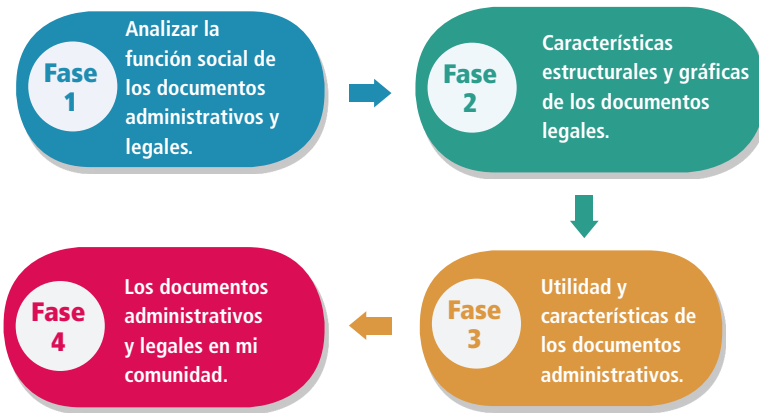 Fase
1
Analizar la
función social de
los documentos
administrativos y
legales.
Fase
2
Características
estructurales y gráficas
de los documentos
legales.
Fase
3
Utilidad y
características de
los documentos
administrativos.
Fase
4
Los documentos
administrativos
y legales en mi
comunidad.